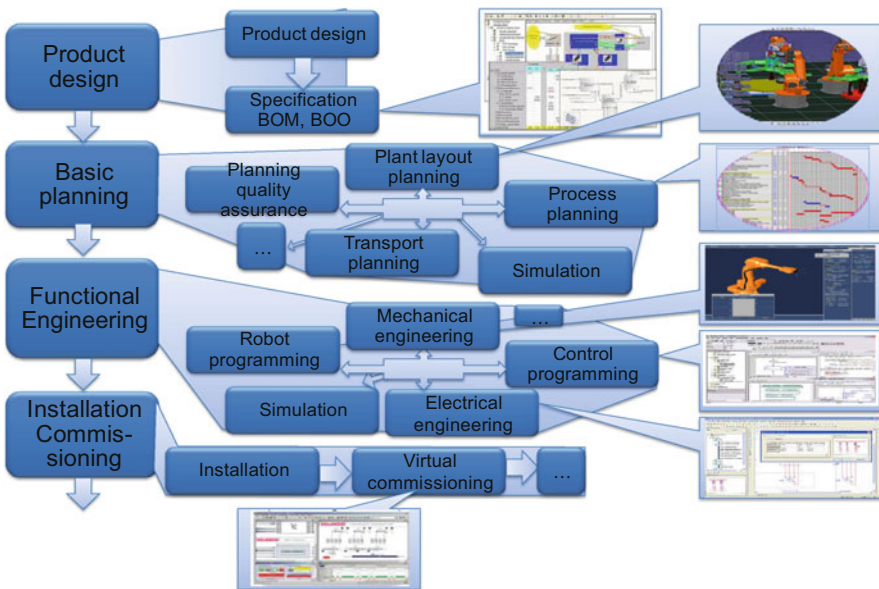 Product
design
Product design
Specification
BOM, BOO
Basic
planning
Planning
quality
assurance
Plant layout
planning
Process
planning
...
Transport
planning
Simulation
Functional
Engineering
Mechanical
engineering
...
Robot
programming
Control
programming
Simulation
Electrical
engineering
Installation
Commis-
sioning
Installation
Virtual
commissioning
...